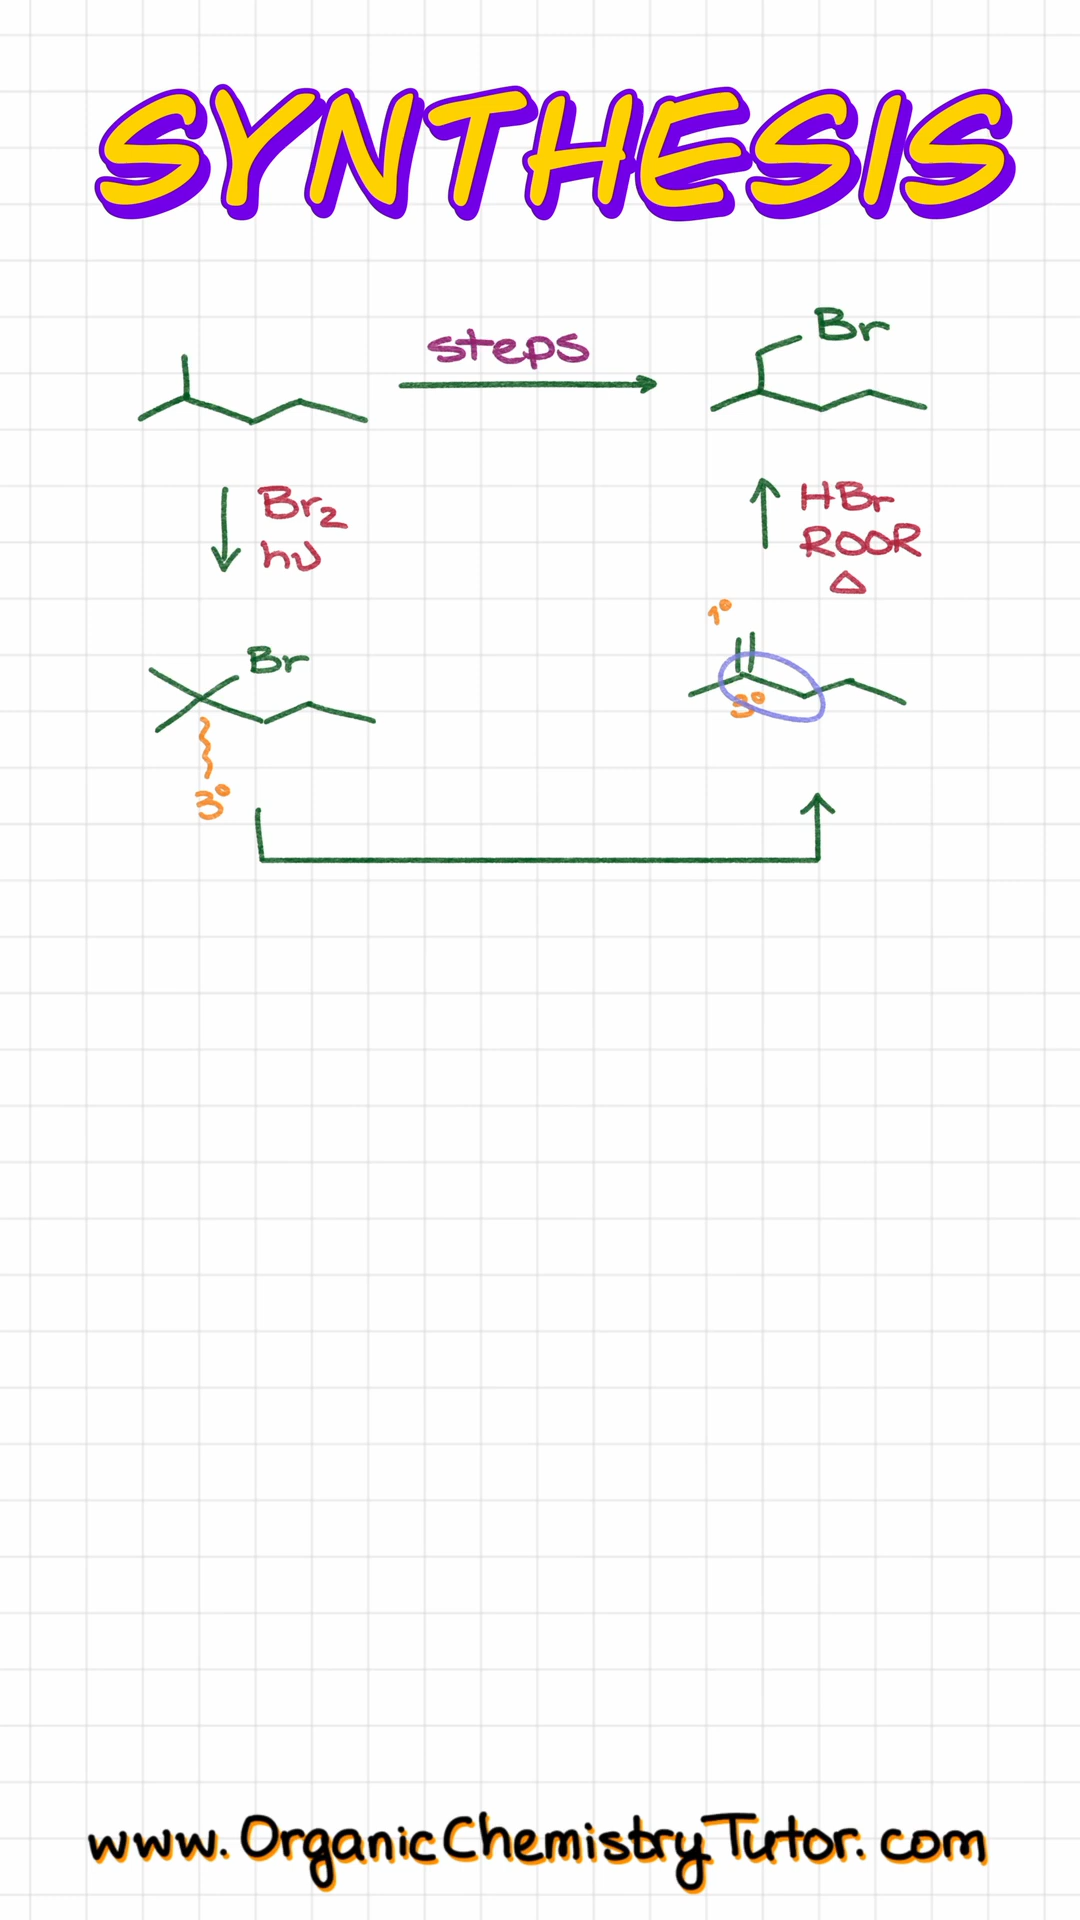 SYNTHESIS
steps
Br
Br2
hν
HBr
ROOR
Δ
1°
Br
3°
3°
www.OrganicChemistryTutor.com